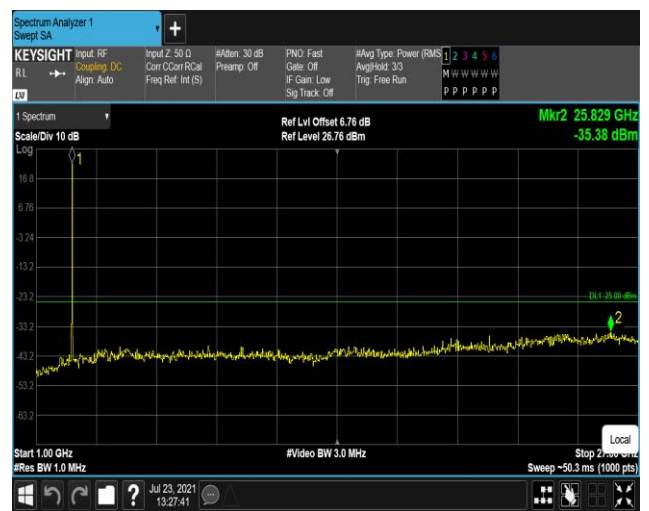 Spectrum Analyzer 1
Swept SA
KEYSIGHT
RL
Input: RF
Coupling: DC
Align: Auto
Input Z: 50 Ω
Corr CCorr RCal
Freq Ref: Int (S)
#Atten: 30 dB
Preamp: Off
PNO: Fast
Gate: Off
IF Gain: Low
Sig Track: Off
#Avg Type: Power (RMS
Avg|Hold: 3/3
Trig: Free Run
1 2 3 4 5 6
M W W W W W
P P P P P P
LXI
1 Spectrum
Scale/Div 10 dB
Ref Lvl Offset 6.76 dB
Ref Level 26.76 dBm
Mkr2 25.829 GHz
-35.38 dBm
Log
1
16.8
6.76
-3.24
-13.2
-23.2
DL1 -25.00 dBm
-33.2
2
-43.2
-53.2
-63.2
Local
Start 1.00 GHz
#Video BW 3.0 MHz
Stop
#Res BW 1.0 MHz
Sweep ~50.3 ms (1000 pts)
?
Jul 23, 2021
13:27:41